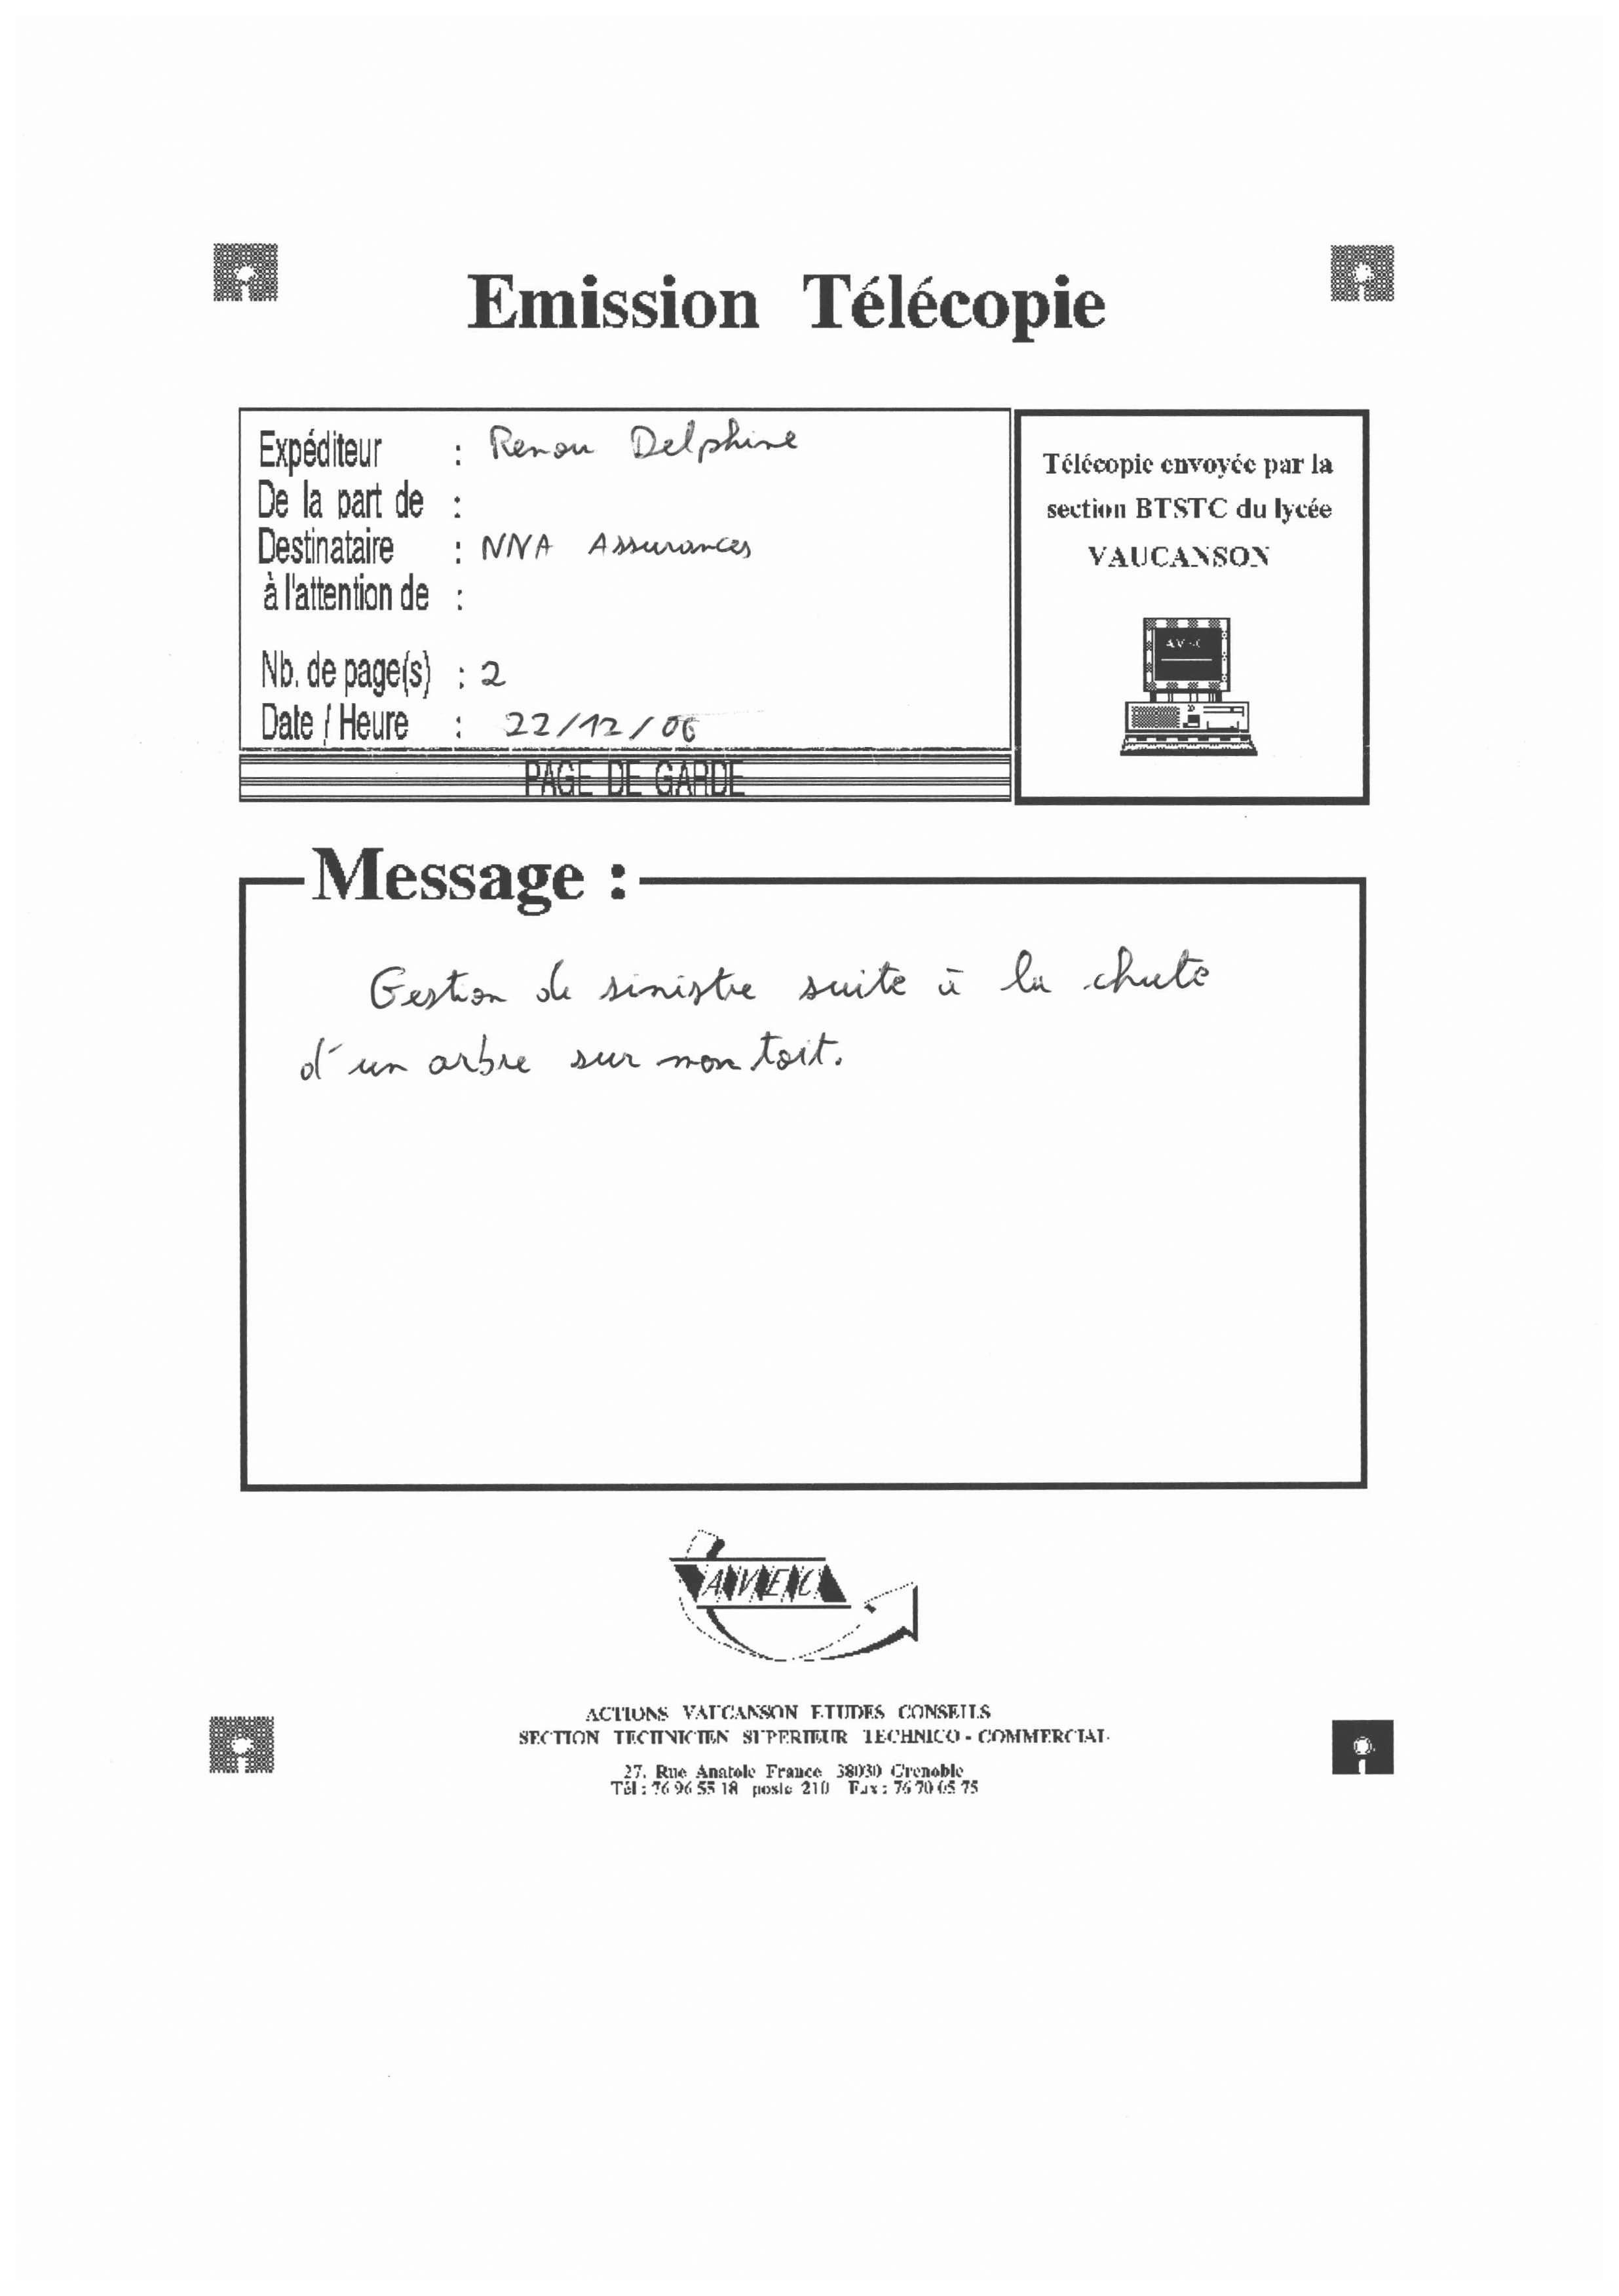 Emission Télécopie
Expéditeur : Renou Delphine
De la part de :
Destinataire : NNA Assurances
à l'attention de :
Nb. de page(s) : 2
Date / Heure : 22/12/06
PAGE DE GARDE
Télécopie envoyée par la
section BTSTC du lycée
VAUCANSON
Message :
Gestion de sinistre suite à la chute
d'un arbre sur mon toit.
AVEC
ACTIONS VAUCANSON ETUDES CONSEILS
SECTION TECHNICIEN SUPERIEUR TECHNICO - COMMERCIAL
27, Rue Anatole France 38030 Grenoble
Tél : 76 96 55 18 poste 210 Fax : 76 70 65 75